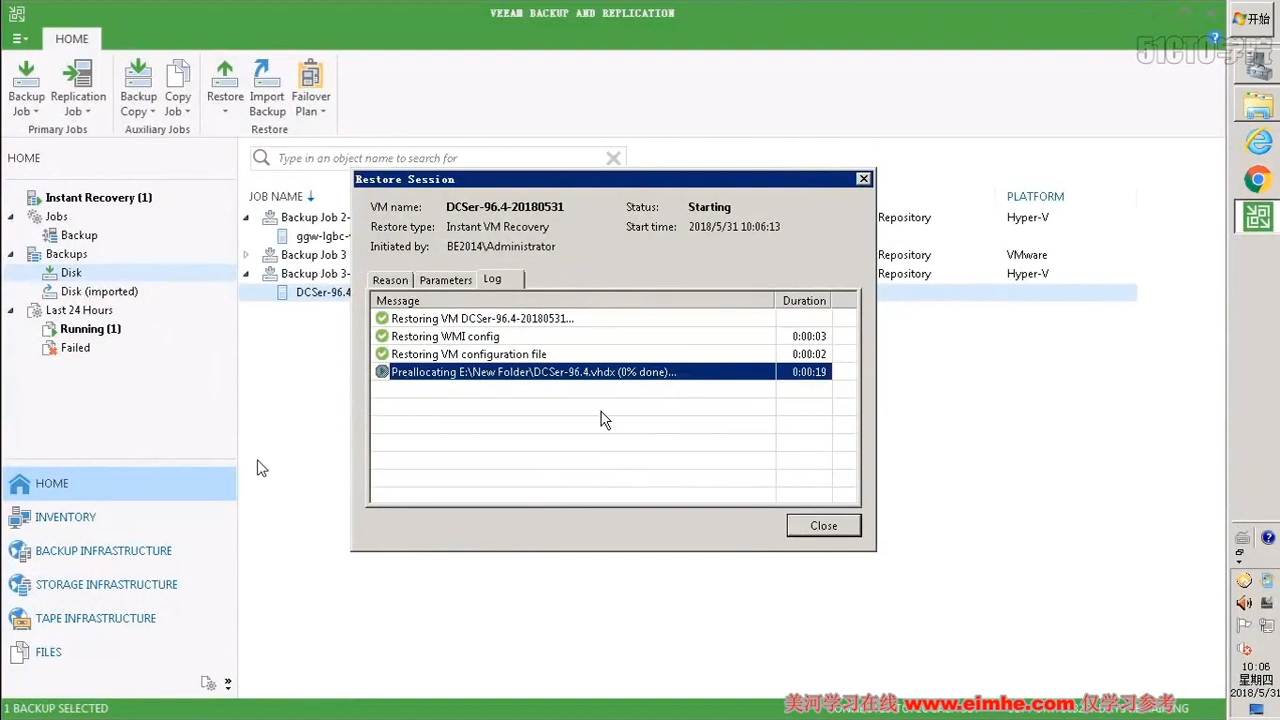 VEEAM BACKUP AND REPLICATION
开始
HOME
51CTO学院
Backup Job
Replication Job
Backup Copy
Copy Job
Restore
Import Backup
Failover Plan
Primary Jobs
Auxiliary Jobs
Restore
HOME
Type in an object name to search for
Instant Recovery (1)
Jobs
Backup
Backups
Disk
Disk (imported)
Last 24 Hours
Running (1)
Failed
JOB NAME
PLATFORM
Backup Job 2-
Repository
Hyper-V
ggw-lgbc-
Backup Job 3
Repository
VMware
Backup Job 3-
Repository
Hyper-V
DCSer-96.4
Restore Session
VM name: DCSer-96.4-20180531
Status: Starting
Restore type: Instant VM Recovery
Start time: 2018/5/31 10:06:13
Initiated by: BE2014\Administrator
Reason Parameters Log
Message Duration
Restoring VM DCSer-96.4-20180531...
Restoring WMI config 0:00:03
Restoring VM configuration file 0:00:02
Preallocating E:\New Folder\DCSer-96.4.vhdx (0% done)... 0:00:19
Close
HOME
INVENTORY
BACKUP INFRASTRUCTURE
STORAGE INFRASTRUCTURE
TAPE INFRASTRUCTURE
FILES
10:06
星期四
2018/5/31
1 BACKUP SELECTED
美河学习在线 www.eimhe.com 仅学习参考